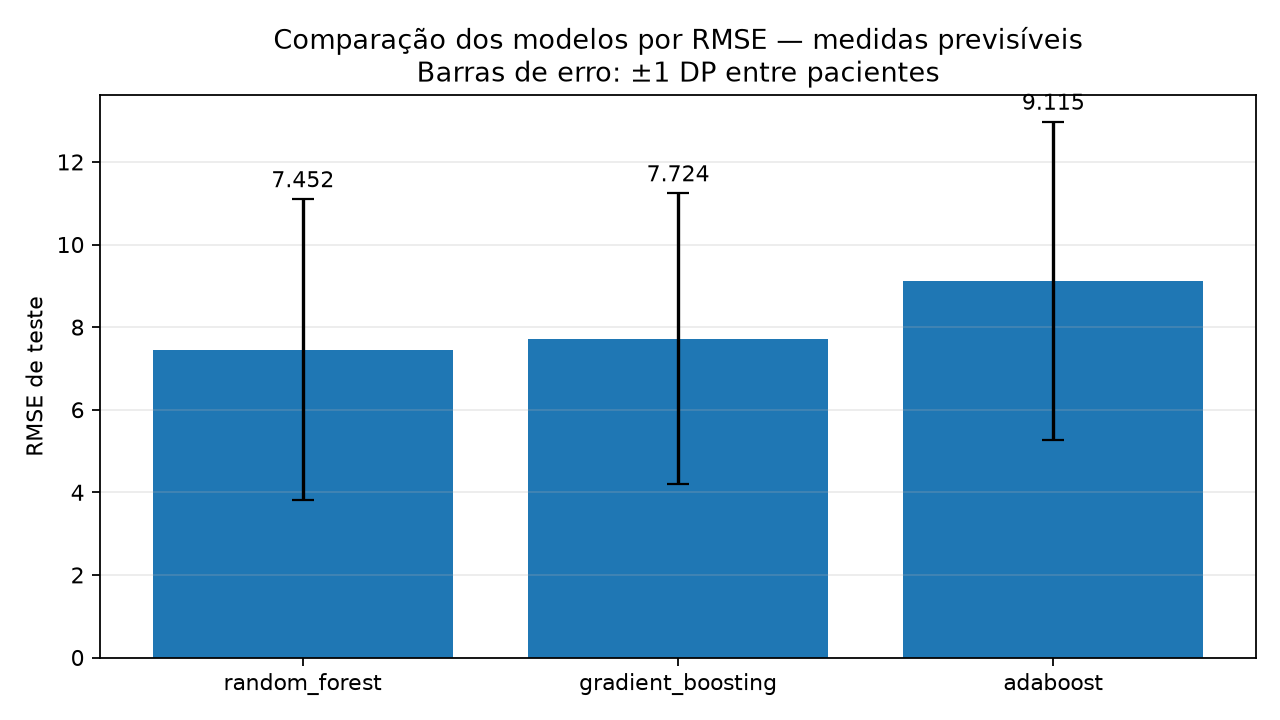 Comparação dos modelos por RMSE — medidas previsíveis
Barras de erro: ±1 DP entre pacientes
RMSE de teste
12
10
8
6
4
2
0
7.452
7.724
9.115
random_forest
gradient_boosting
adaboost